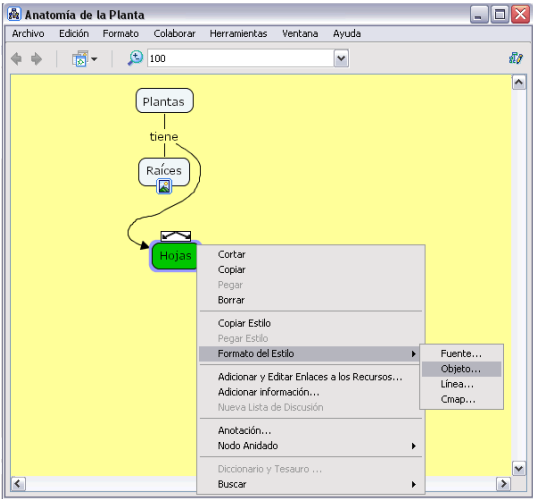 Anatomía de la Planta
Archivo Edición Formato Colaborar Herramientas Ventana Ayuda
100
Plantas
tiene
Raíces
Hojas
Cortar
Copiar
Pegar
Borrar
Copiar Estilo
Pegar Estilo
Formato del Estilo
Fuente...
Objeto...
Línea...
Cmap...
Adicionar y Editar Enlaces a los Recursos...
Adicionar información...
Nueva Lista de Discusión
Anotación...
Nodo Anidado
Diccionario y Tesauro ...
Buscar